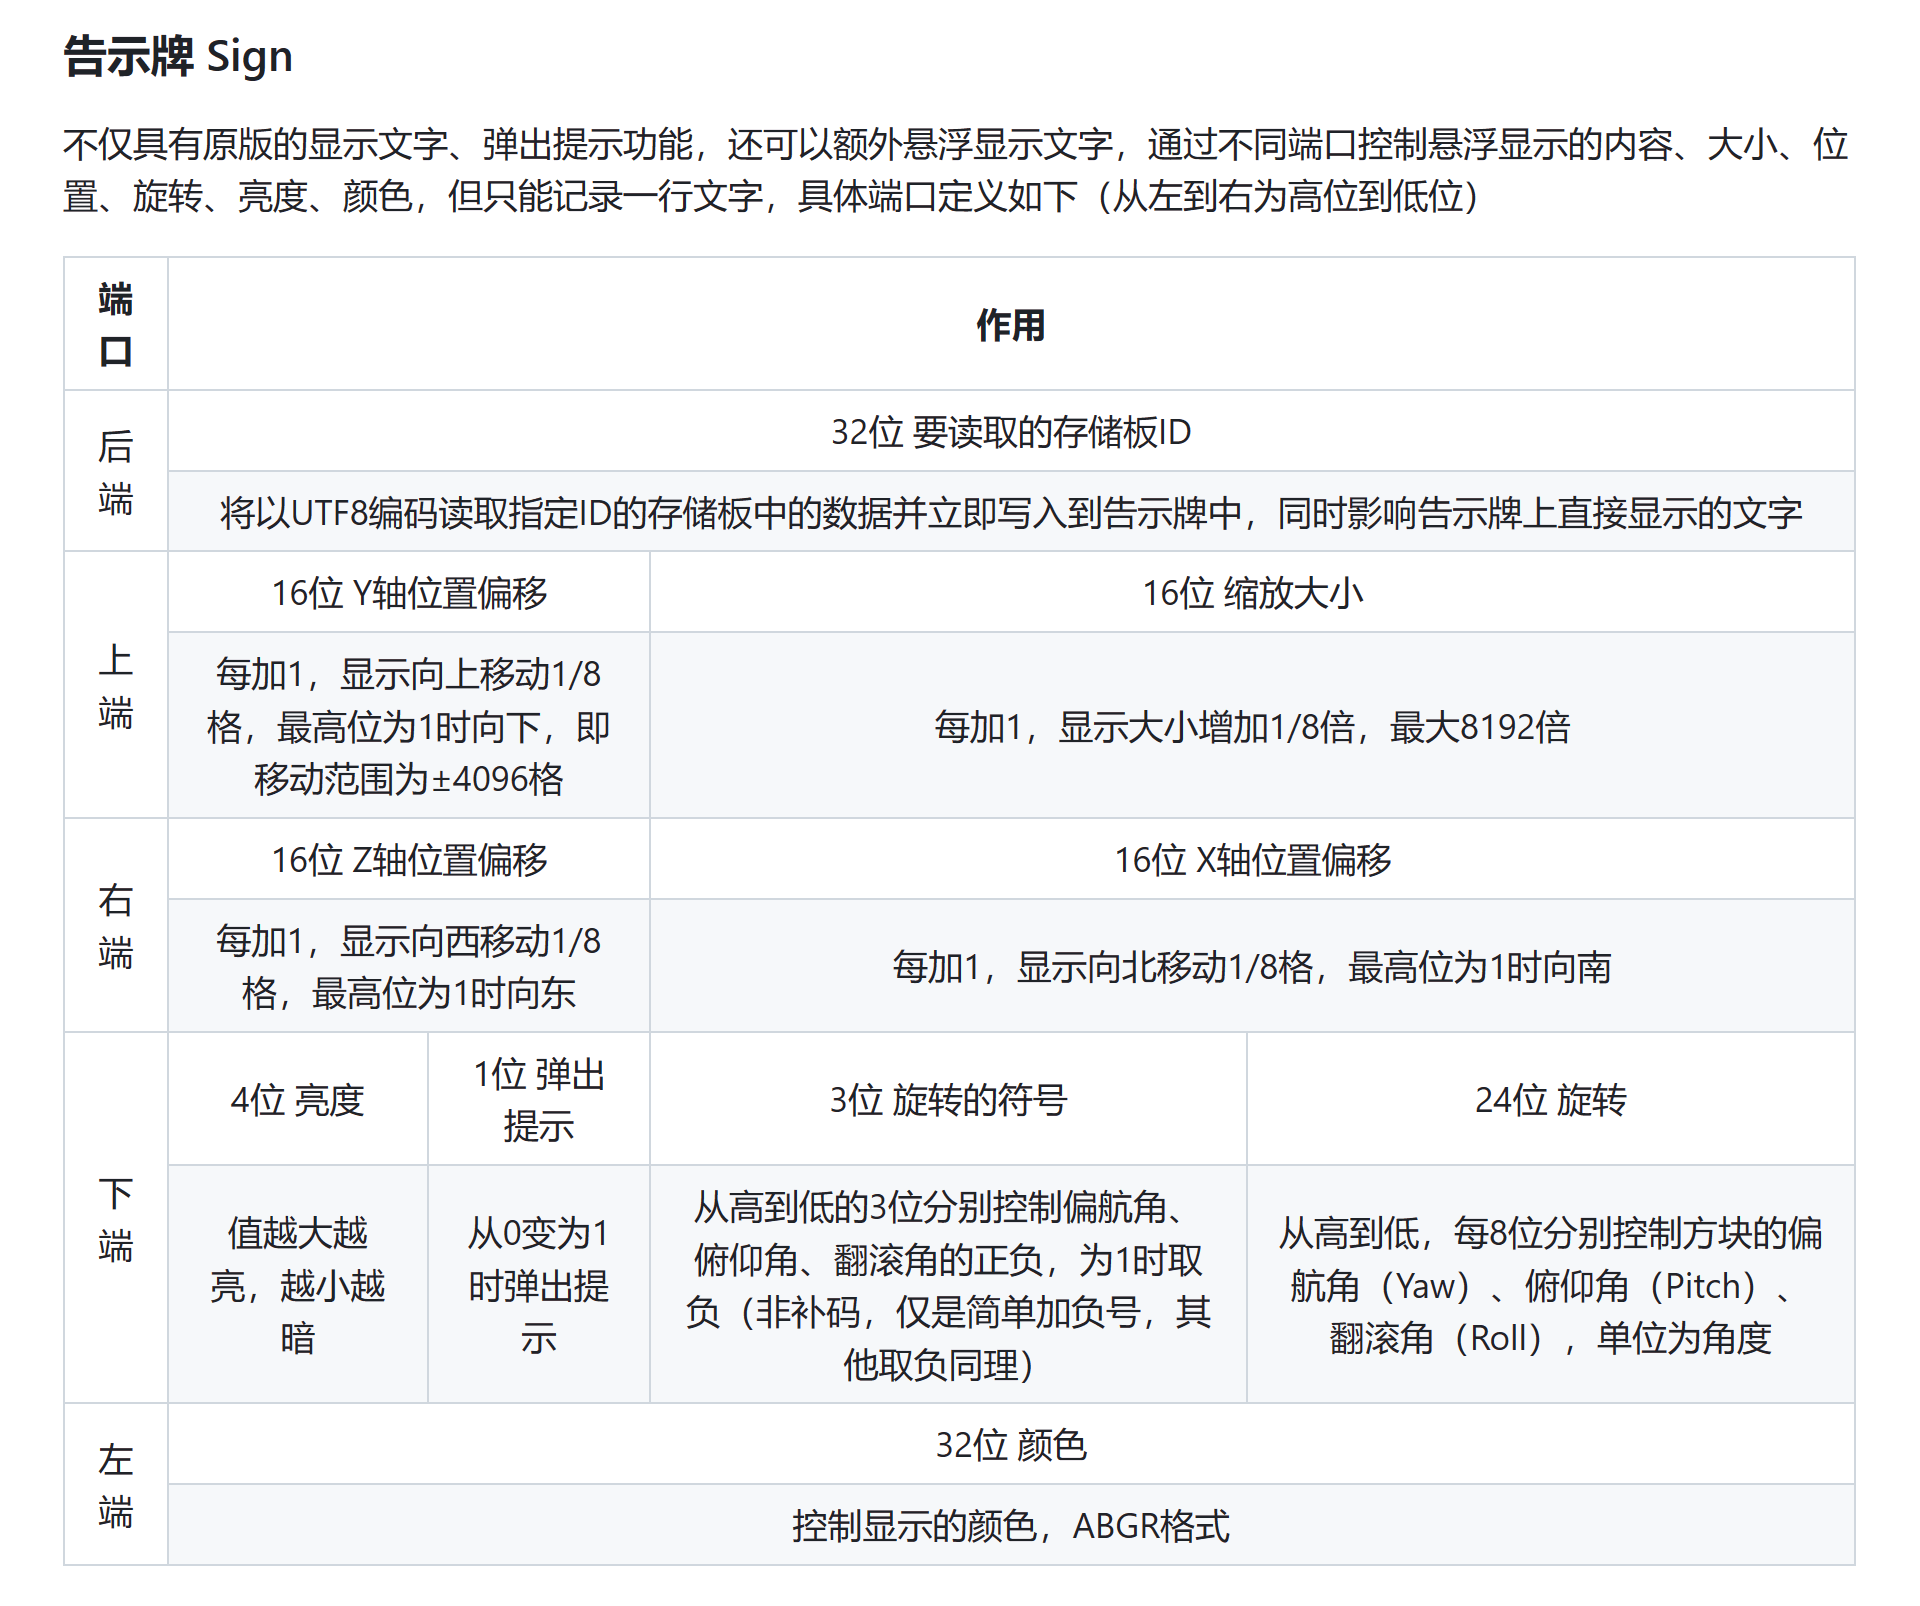 告示牌 Sign
不仅具有原版的显示文字、弹出提示功能，还可以额外悬浮显示文字，通过不同端口控制悬浮显示的内容、大小、位
置、旋转、亮度、颜色，但只能记录一行文字，具体端口定义如下（从左到右为高位到低位）
端
口
作用
后
端
32位 要读取的存储板ID
将以UTF8编码读取指定ID的存储板中的数据并立即写入到告示牌中，同时影响告示牌上直接显示的文字
上
端
16位 Y轴位置偏移
16位 缩放大小
每加1，显示向上移动1/8
格，最高位为1时向下，即
移动范围为±4096格
每加1，显示大小增加1/8倍，最大8192倍
右
端
16位 Z轴位置偏移
16位 X轴位置偏移
每加1，显示向西移动1/8
格，最高位为1时向东
每加1，显示向北移动1/8格，最高位为1时向南
下
端
4位 亮度
1位 弹出
提示
3位 旋转的符号
24位 旋转
值越大越
亮，越小越
暗
从0变为1
时弹出提
示
从高到低的3位分别控制偏航角、
俯仰角、翻滚角的正负，为1时取
负（非补码，仅是简单加负号，其
他取负同理）
从高到低，每8位分别控制方块的偏
航角（Yaw）、俯仰角（Pitch）、
翻滚角（Roll），单位为角度
左
端
32位 颜色
控制显示的颜色，ABGR格式